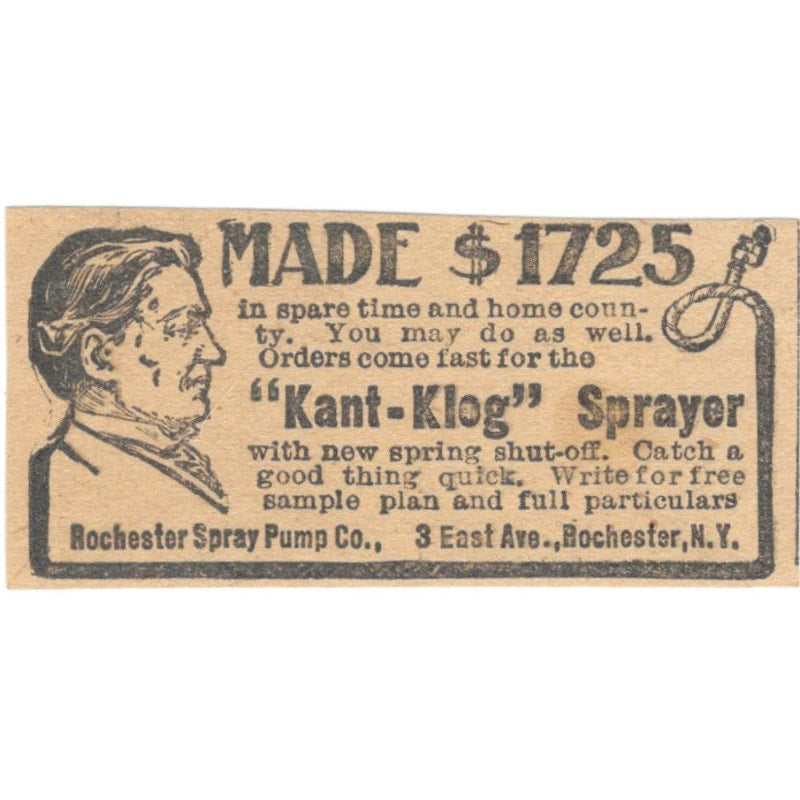 MADE $1725
in spare time and home coun-
ty. You may do as well.
Orders come fast for the
"Kant-Klog" Sprayer
with new spring shut-off. Catch a
good thing quick. Write for free
sample plan and full particulars
Rochester Spray Pump Co., 3 East Ave., Rochester, N.Y.